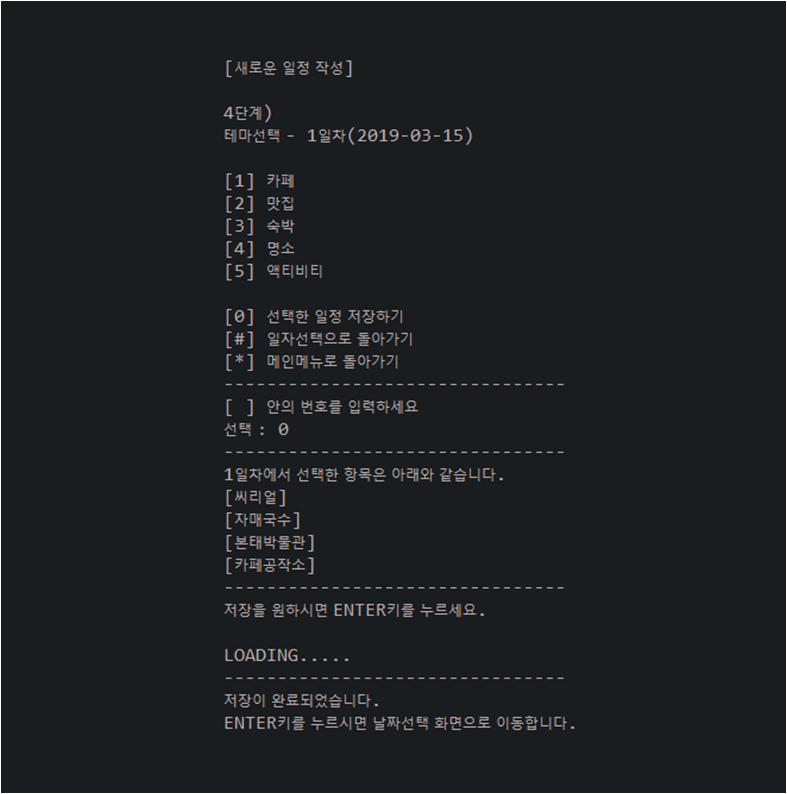 [새로운 일정 작성]
4단계)
테마선택 - 1일차(2019-03-15)
[1] 카페
[2] 맛집
[3] 숙박
[4] 명소
[5] 액티비티
[0] 선택한 일정 저장하기
[#] 일자선택으로 돌아가기
[*] 메인메뉴로 돌아가기
--------------------------------
[ ] 안의 번호를 입력하세요
선택 : 0
--------------------------------
1일차에서 선택한 항목은 아래와 같습니다.
[씨리얼]
[자매국수]
[본태박물관]
[카페공작소]
--------------------------------
저장을 원하시면 ENTER키를 누르세요.
LOADING.....
--------------------------------
저장이 완료되었습니다.
ENTER키를 누르시면 날짜선택 화면으로 이동합니다.